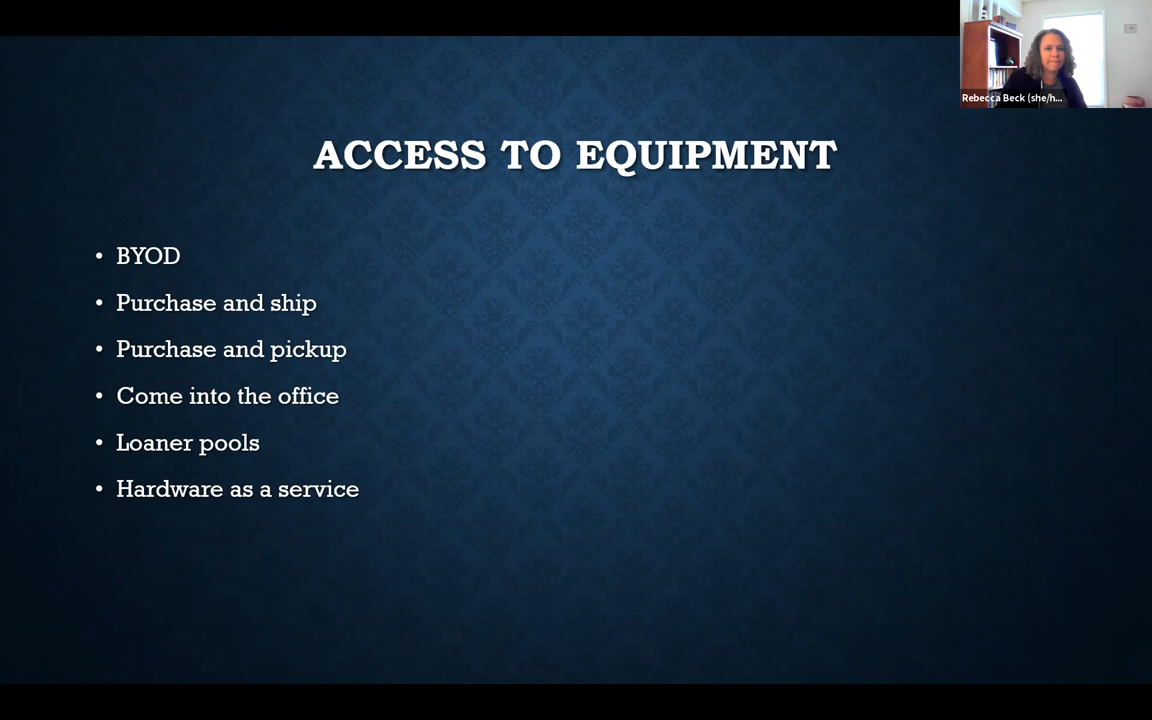 Rebecca Beck (she/h...
ACCESS TO EQUIPMENT
• BYOD
• Purchase and ship
• Purchase and pickup
• Come into the office
• Loaner pools
• Hardware as a service